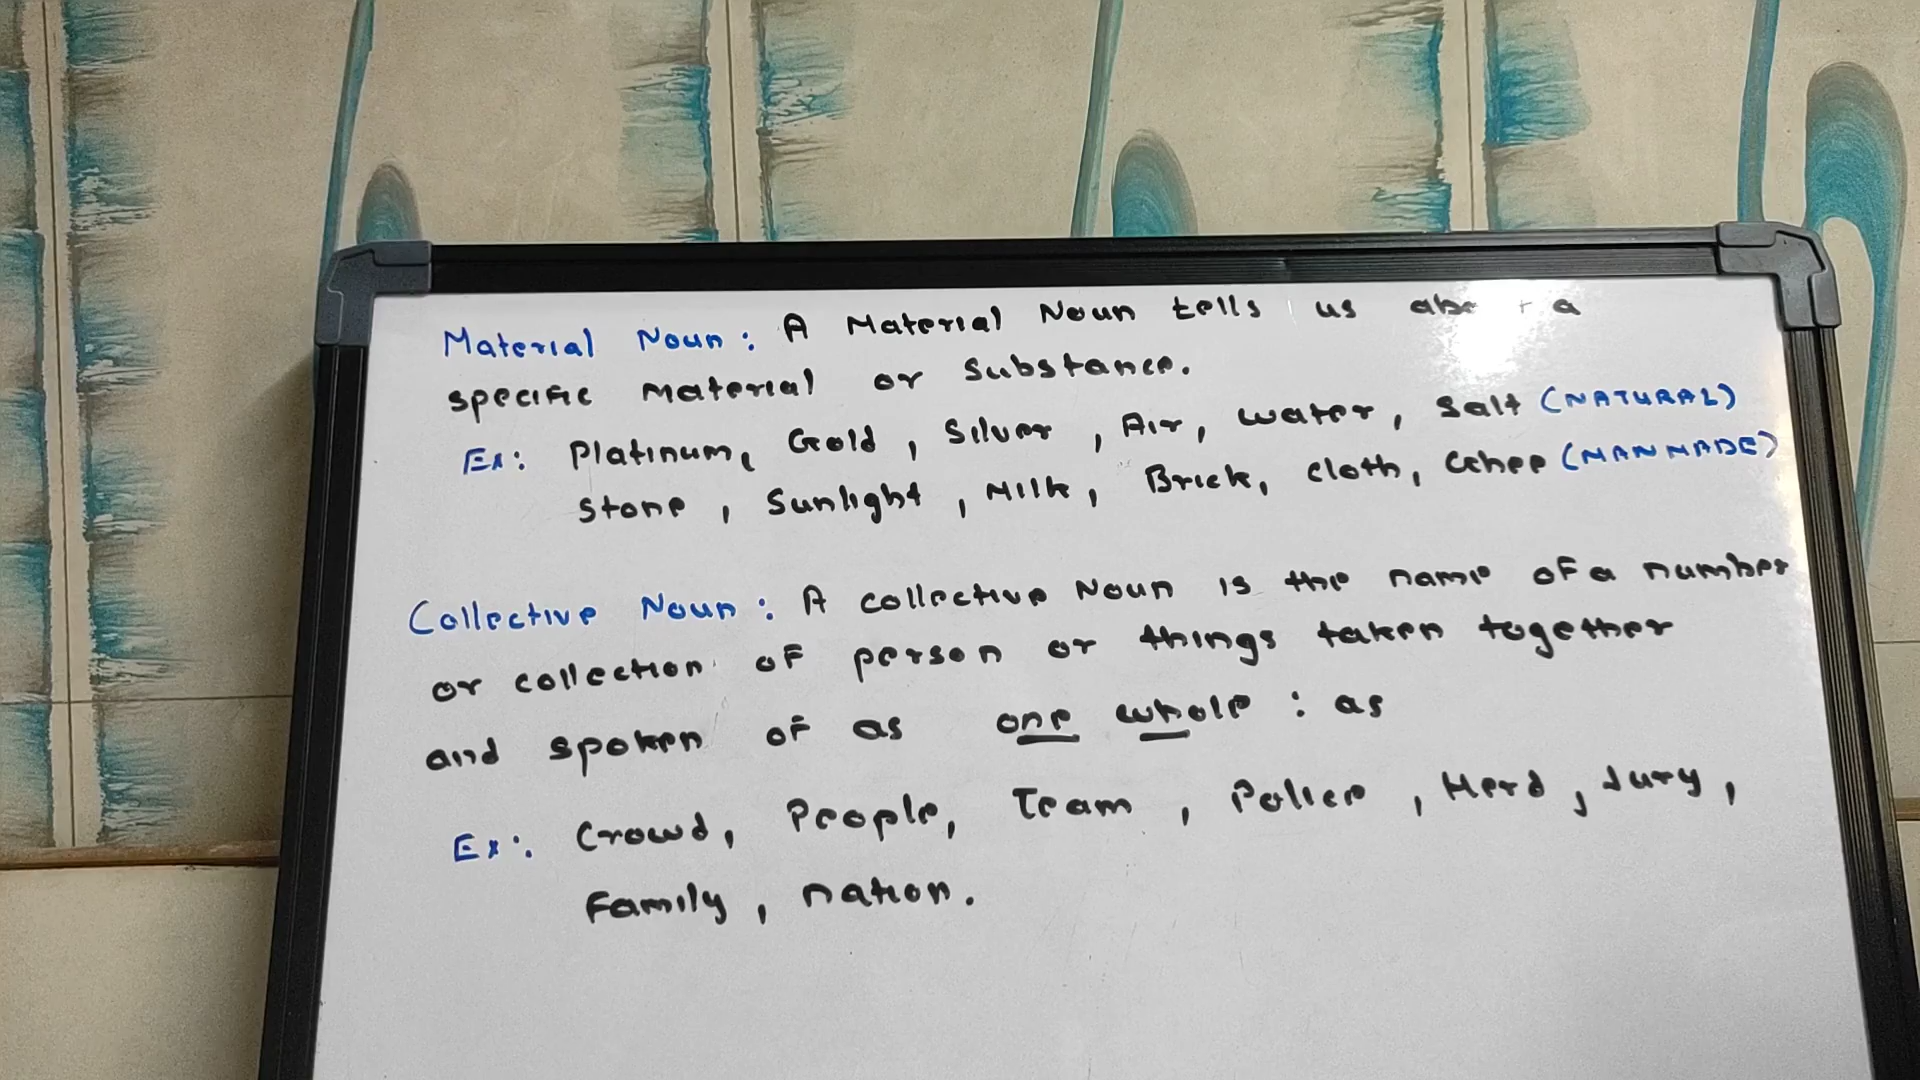 Material Noun: A Material Noun tells us a
specific material or substance.
Ex: Platinum, Gold, Silver, Air, water, Salt (NATURAL)
Stone, Sunlight, Milk, Brick, cloth, (MANMADE)
Collective Noun: A collective Noun is the name of a number
or collection of person or things taken together
and spoken of as one whole : as
Ex: Crowd, People, Team, Police, Herd, Jury,
Family, nation.